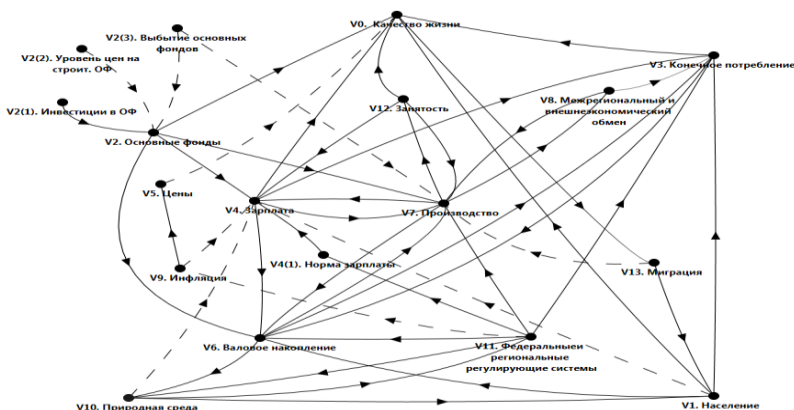 V0. Качество жизни
V2(3). Выбытие основных
фондов
V2(2). Уровень цен на
строит. ОФ
V3. Конечное потребление
V2(1). Инвестиции в ОФ
V12. Занятость
V8. Межрегиональный и
внешнеэкономический
обмен
V2. Основные фонды
V5. Цены
V4. Зарплата
V7. Производство
V4(1). Норма зарплаты
V9. Инфляция
V13. Миграция
V6. Валовое накопление
V11. Федеральныеи
региональные
регулирующие системы
V10. Природная среда
V1. Население